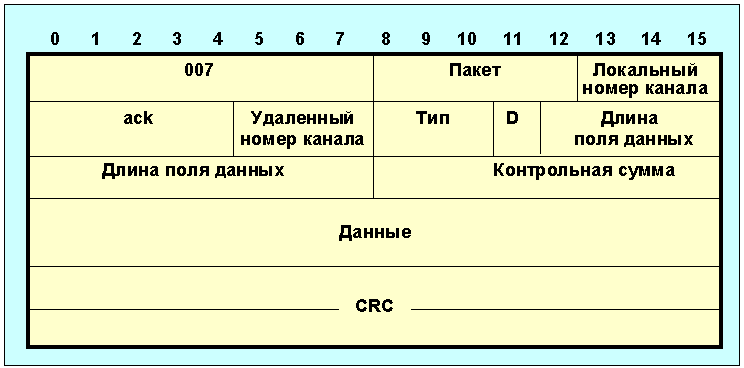 0 1 2 3 4 5 6 7 8 9 10 11 12 13 14 15
007 Пакет Локальный
номер канала
ack Удаленный Тип D Длина
номер канала поля данных
Длина поля данных Контрольная сумма
Данные
CRC